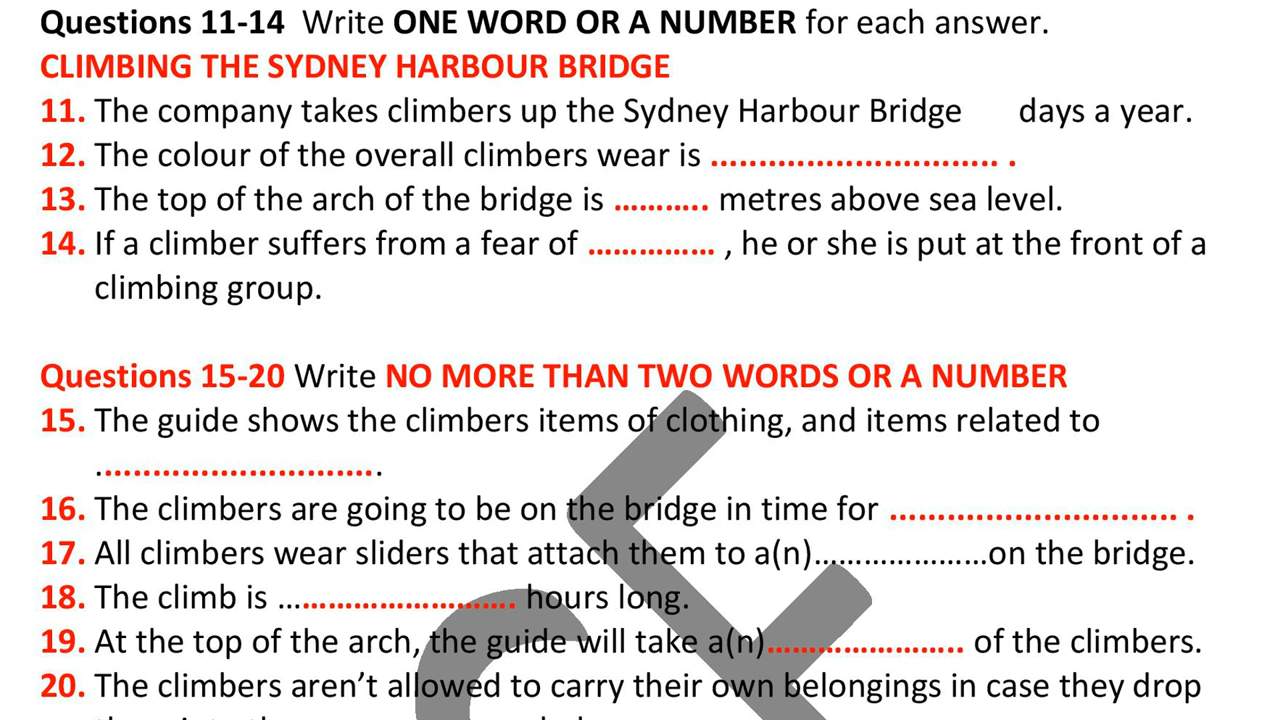 Questions 11-14 Write ONE WORD OR A NUMBER for each answer.
CLIMBING THE SYDNEY HARBOUR BRIDGE
11. The company takes climbers up the Sydney Harbour Bridge days a year.
12. The colour of the overall climbers wear is ................................ .
13. The top of the arch of the bridge is ……….. metres above sea level.
14. If a climber suffers from a fear of …………… , he or she is put at the front of a
climbing group.
Questions 15-20 Write NO MORE THAN TWO WORDS OR A NUMBER
15. The guide shows the climbers items of clothing, and items related to
.…………………………..
16. The climbers are going to be on the bridge in time for ................................ .
17. All climbers wear sliders that attach them to a(n)…………………on the bridge.
18. The climb is ……………………… hours long.
19. At the top of the arch, the guide will take a(n)………………….. of the climbers.
20. The climbers aren’t allowed to carry their own belongings in case they drop